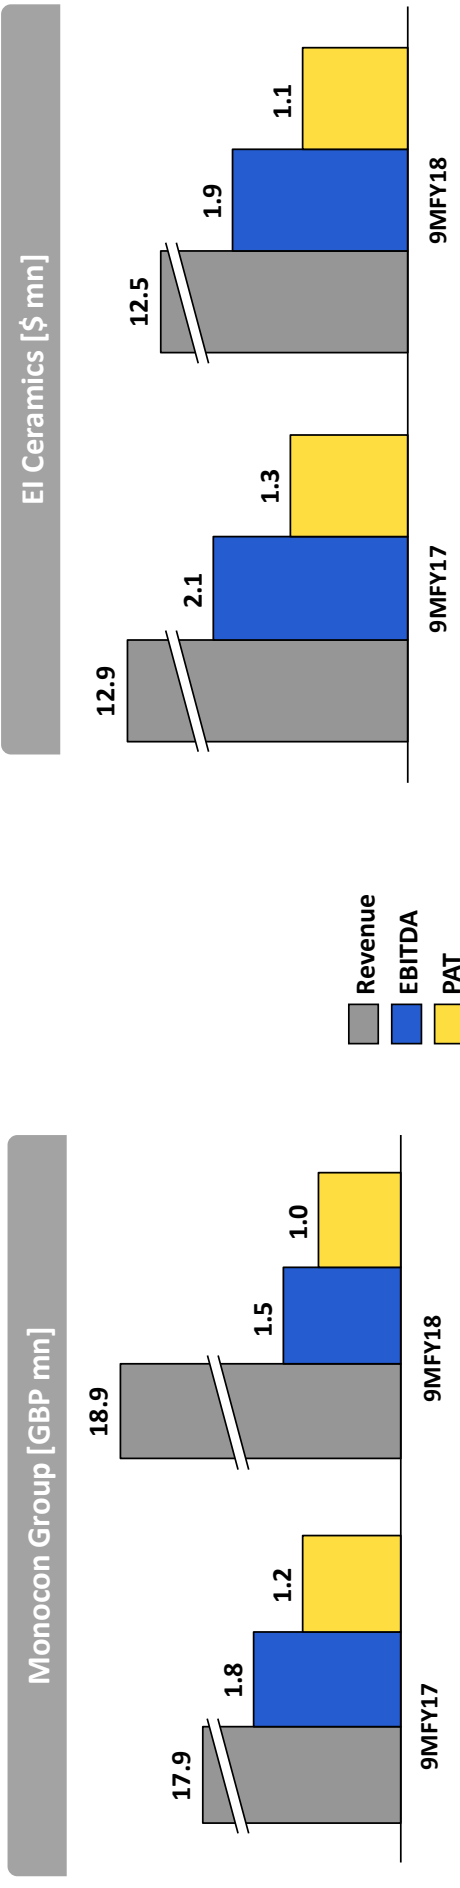 Monocon Group [GBP mn]
17.9
1.8
1.2
9MFY17
18.9
1.5
1.0
9MFY18
Revenue
EBITDA
PAT
EI Ceramics [$ mn]
12.9
2.1
1.3
9MFY17
12.5
1.9
1.1
9MFY18